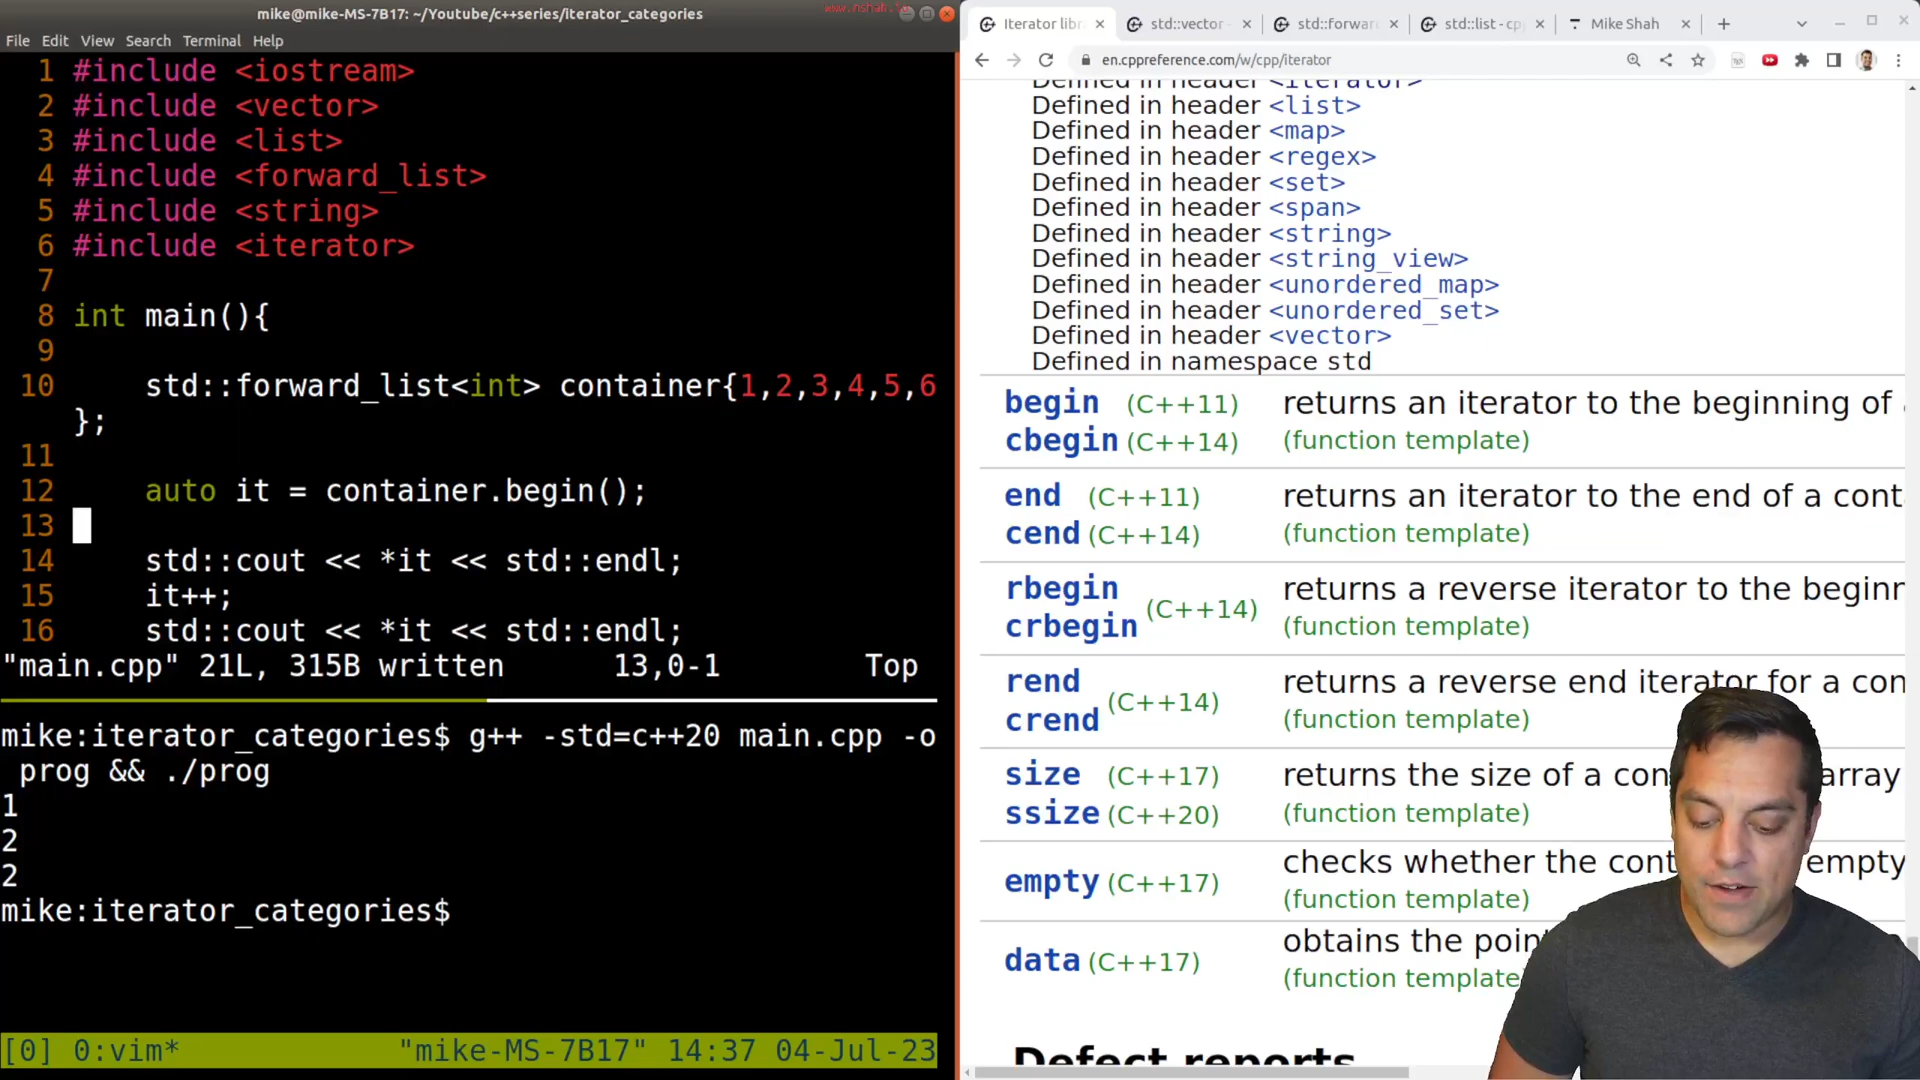 mike@mike-MS-7B17: ~/Youtube/c++series/iterator_categories
File Edit View Search Terminal Help
1 #include <iostream>
2 #include <vector>
3 #include <list>
4 #include <forward_list>
5 #include <string>
6 #include <iterator>
7
8 int main(){
9
10 std::forward_list<int> container{1,2,3,4,5,6
};
11
12 auto it = container.begin();
13
14 std::cout << *it << std::endl;
15 it++;
16 std::cout << *it << std::endl;
"main.cpp" 21L, 315B written 13,0-1 Top
mike:iterator_categories$ g++ -std=c++20 main.cpp -o
prog && ./prog
1
2
2
mike:iterator_categories$
[0] 0:vim* "mike-MS-7B17" 14:37 04-Jul-23
Iterator libr
std::vector -
std::forward
std::list - cpp
Mike Shah
en.cppreference.com/w/cpp/iterator
Defined in header <iterator>
Defined in header <list>
Defined in header <map>
Defined in header <regex>
Defined in header <set>
Defined in header <span>
Defined in header <string>
Defined in header <string_view>
Defined in header <unordered_map>
Defined in header <unordered_set>
Defined in header <vector>
Defined in namespace std
begin (C++11) returns an iterator to the beginning of
cbegin (C++14) (function template)
end (C++11) returns an iterator to the end of a cont
cend (C++14) (function template)
rbegin returns a reverse iterator to the beginn
crbegin (C++14) (function template)
rend returns a reverse end iterator for a con
crend (C++14) (function template)
size (C++17) returns the size of a con array
ssize (C++20) (function template)
empty (C++17) checks whether the cont empty
(function template)
data (C++17) obtains the poin
(function template)
Defect reports